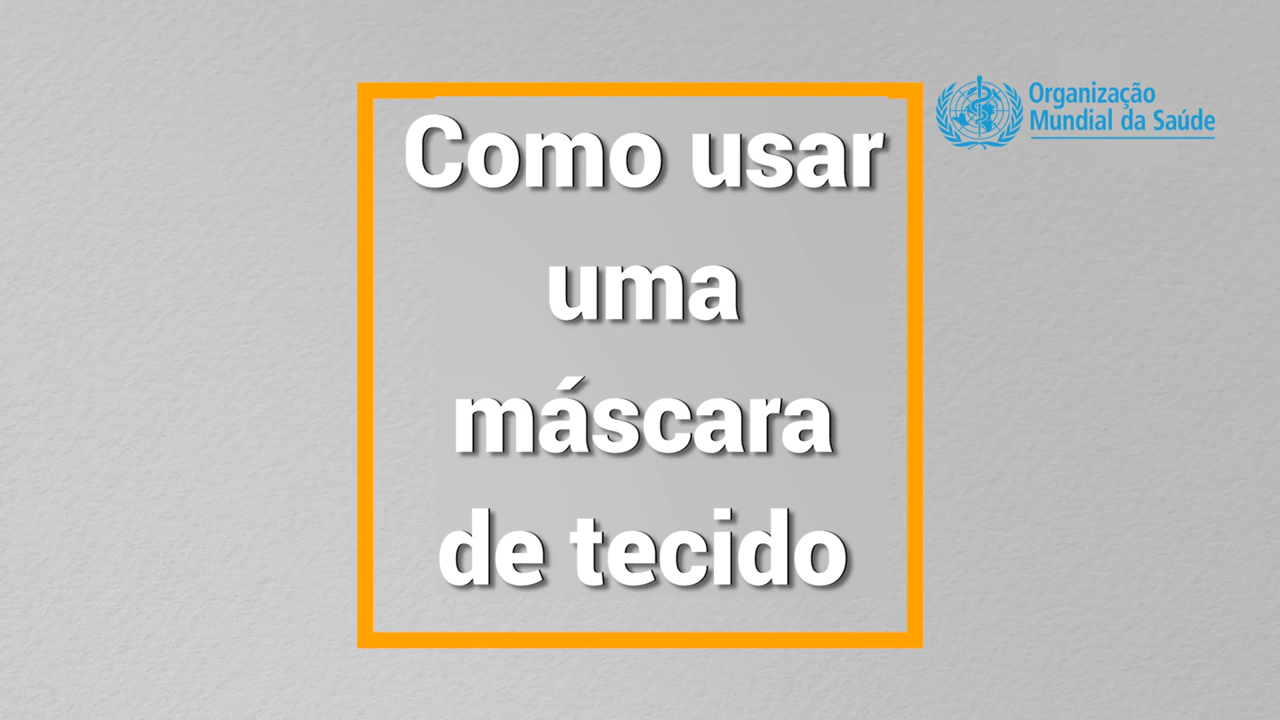 Como usar
uma
máscara
de tecido
Organização
Mundial da Saúde